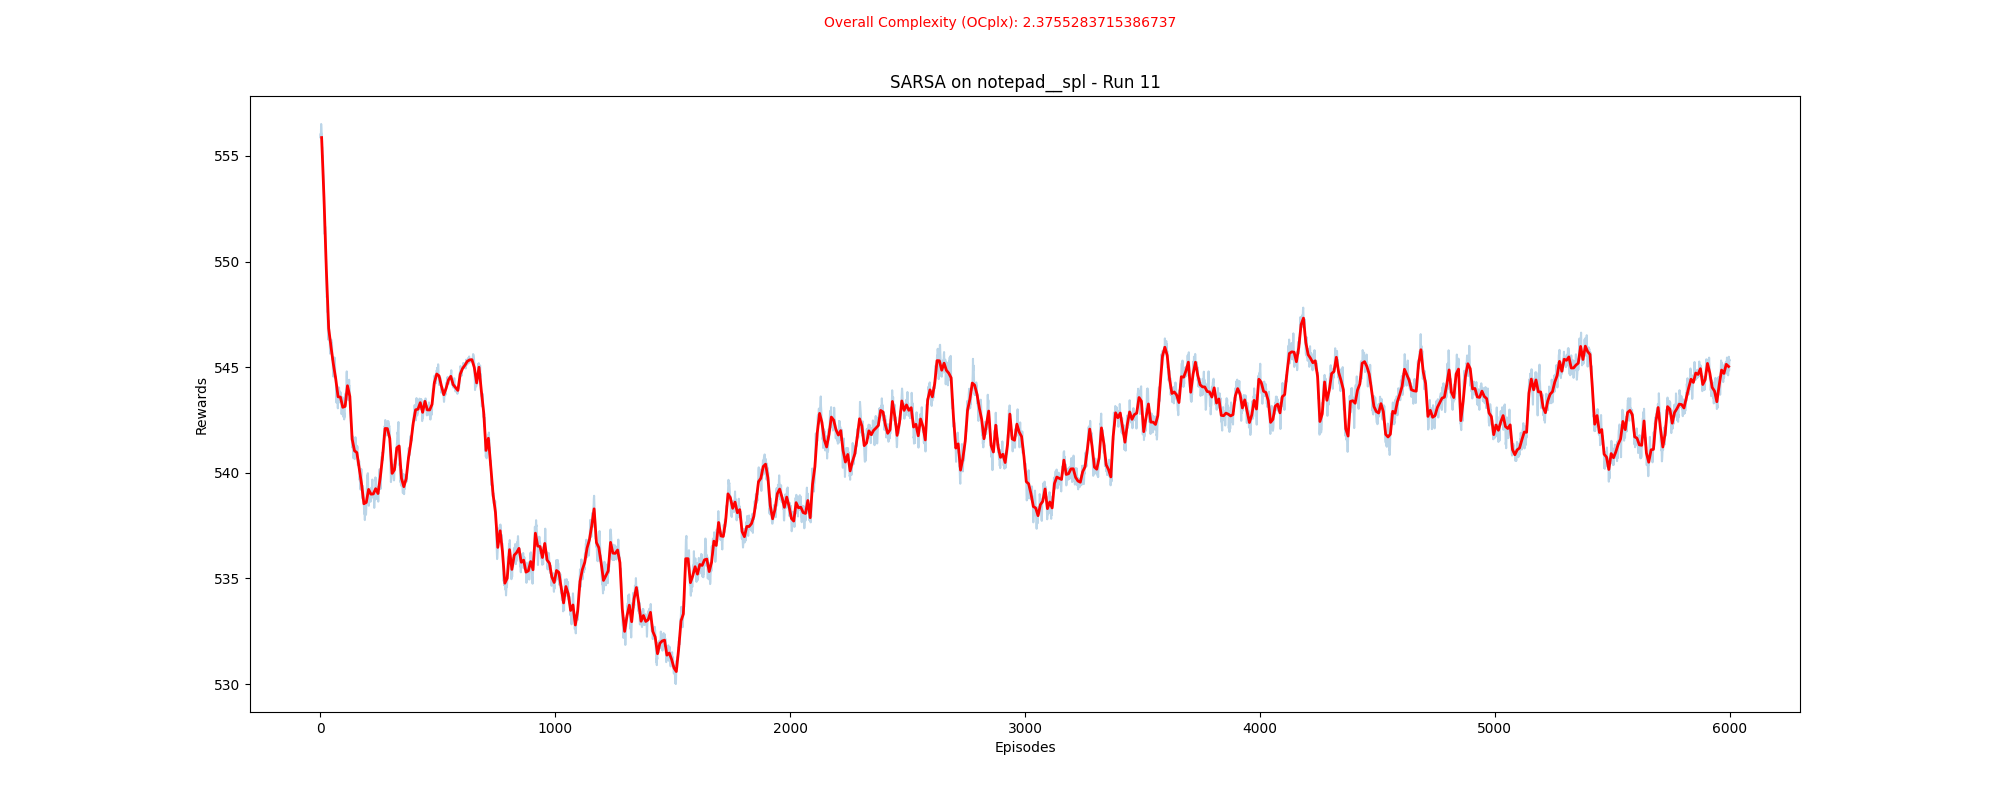 Overall Complexity (OCplx): 2.3755283715386737
SARSA on notepad__spl - Run 11
555
550
545
540
535
530
Rewards
0 1000 2000 3000 4000 5000 6000
Episodes